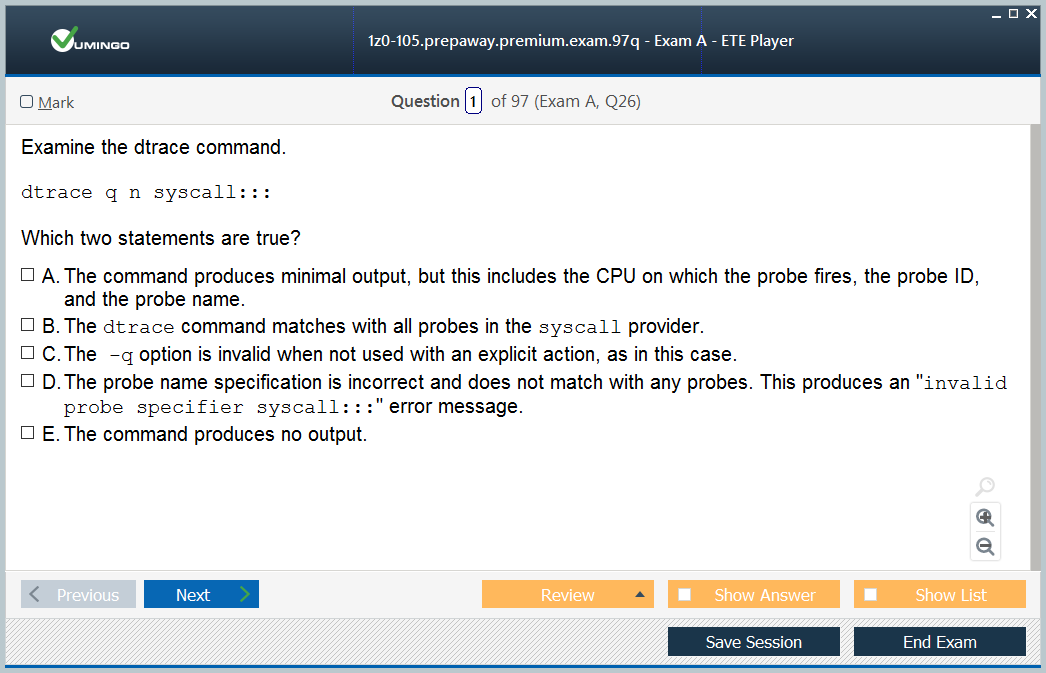 VUMINGO
1z0-105.prepaway.premium.exam.97q - Exam A - ETE Player
Mark
Question 1 of 97 (Exam A, Q26)
Examine the dtrace command.
dtrace q n syscall:::
Which two statements are true?
A. The command produces minimal output, but this includes the CPU on which the probe fires, the probe ID,
and the probe name.
B. The dtrace command matches with all probes in the syscall provider.
C. The -q option is invalid when not used with an explicit action, as in this case.
D. The probe name specification is incorrect and does not match with any probes. This produces an "invalid
probe specifier syscall:::" error message.
E. The command produces no output.
Previous
Next
Review
Show Answer
Show List
Save Session
End Exam